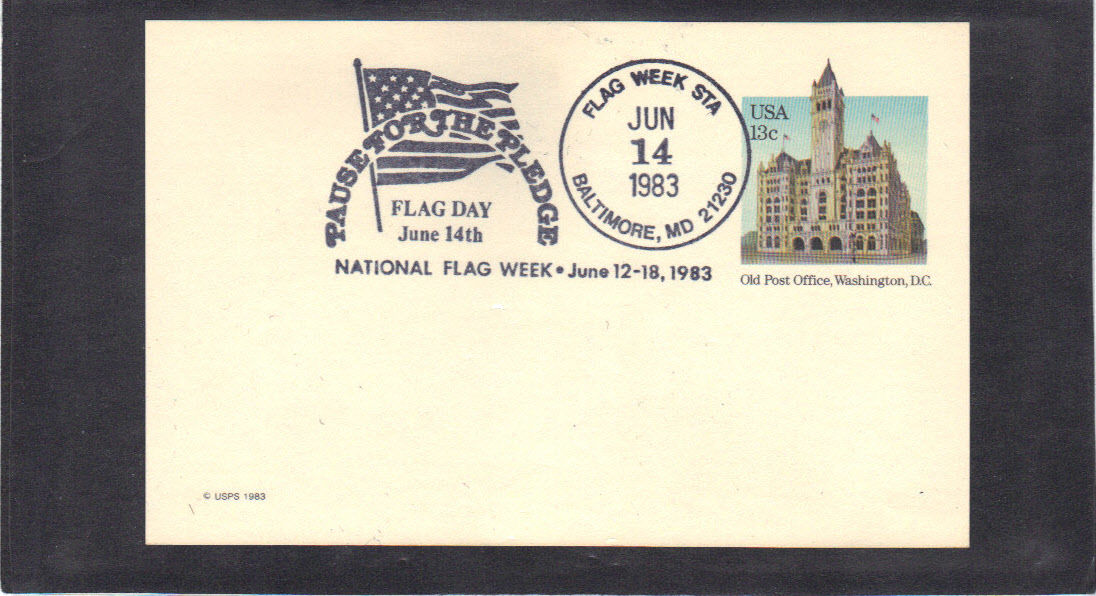 PAUSE FOR THE PLEDGE
FLAG DAY
June 14th
NATIONAL FLAG WEEK • June 12-18, 1983
FLAG WEEK STA
JUN
14
1983
BALTIMORE, MD 21230
USA
13c
Old Post Office, Washington, D.C.
© USPS 1983